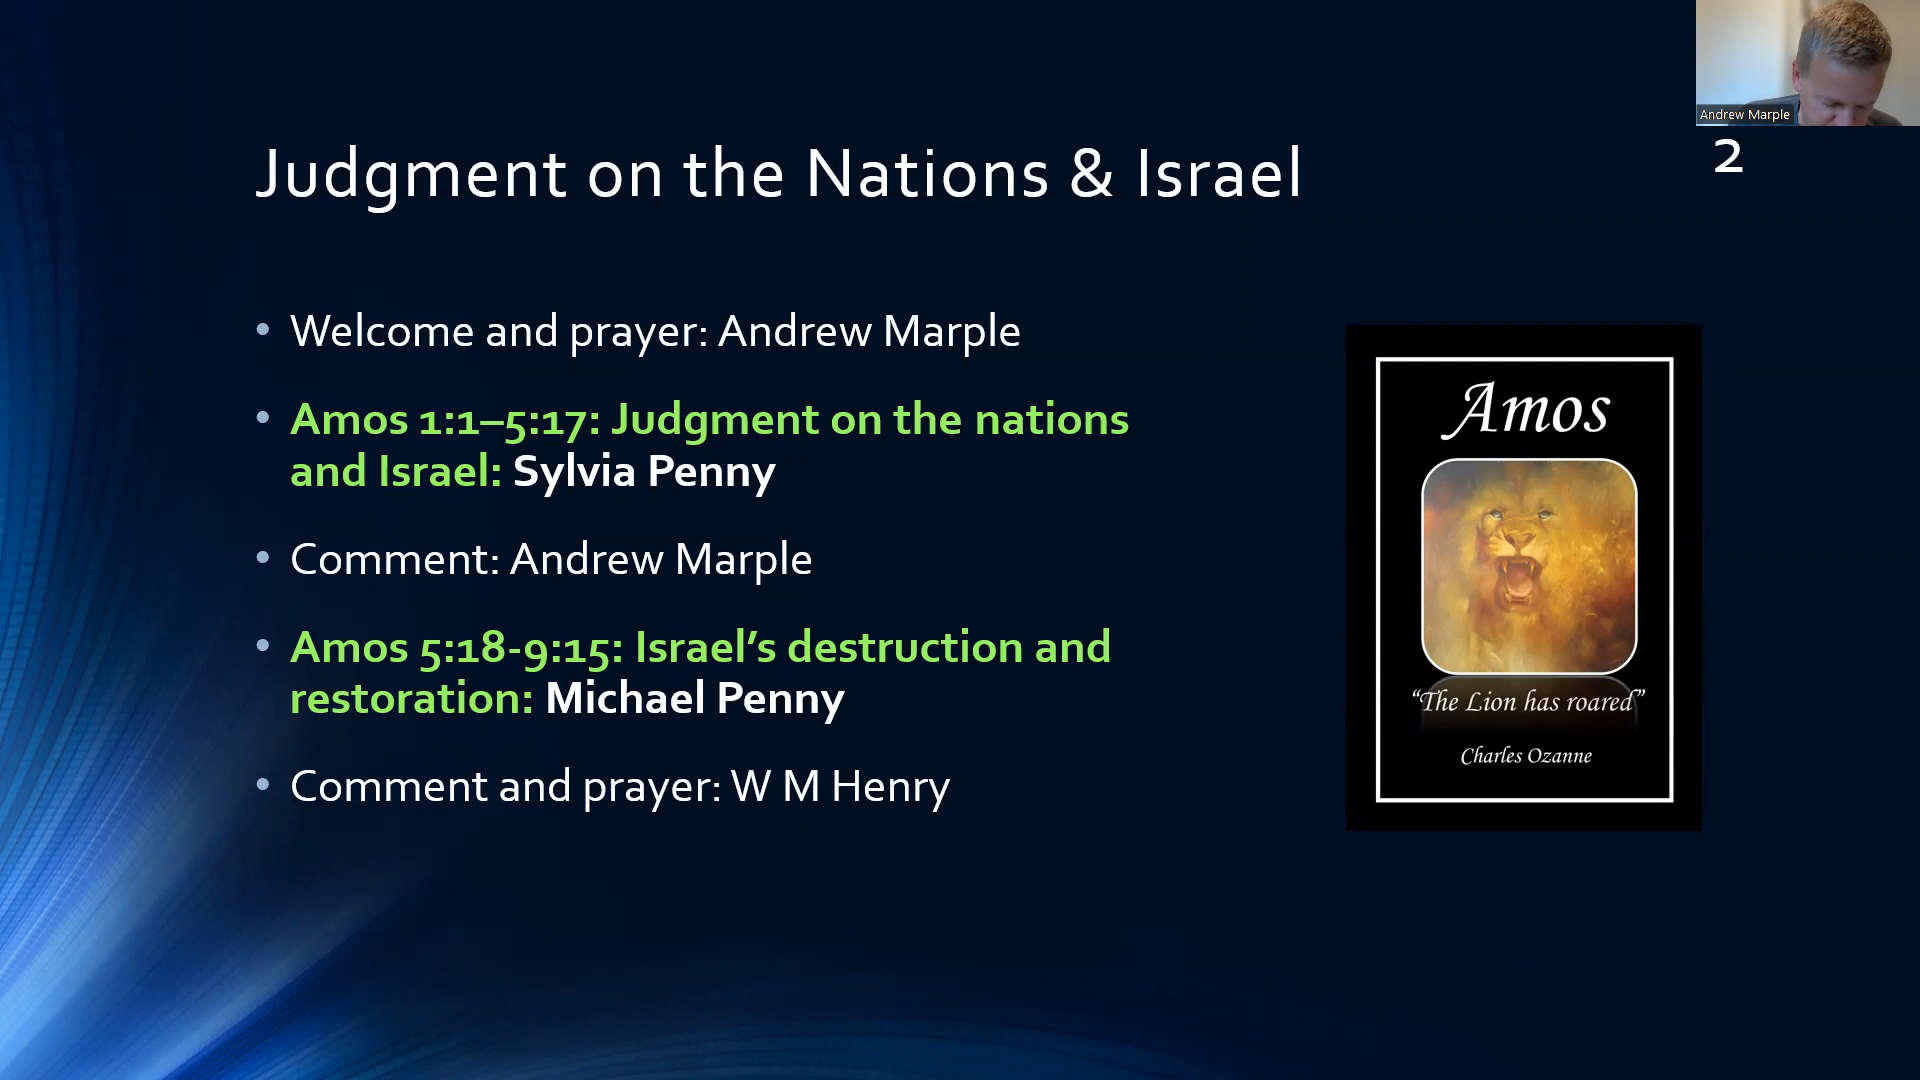 Andrew Marple
2
Judgment on the Nations & Israel
• Welcome and prayer: Andrew Marple
• Amos 1:1–5:17: Judgment on the nations
and Israel: Sylvia Penny
• Comment: Andrew Marple
• Amos 5:18-9:15: Israel’s destruction and
restoration: Michael Penny
• Comment and prayer: W M Henry
Amos
“The Lion has roared”
Charles Ozanne